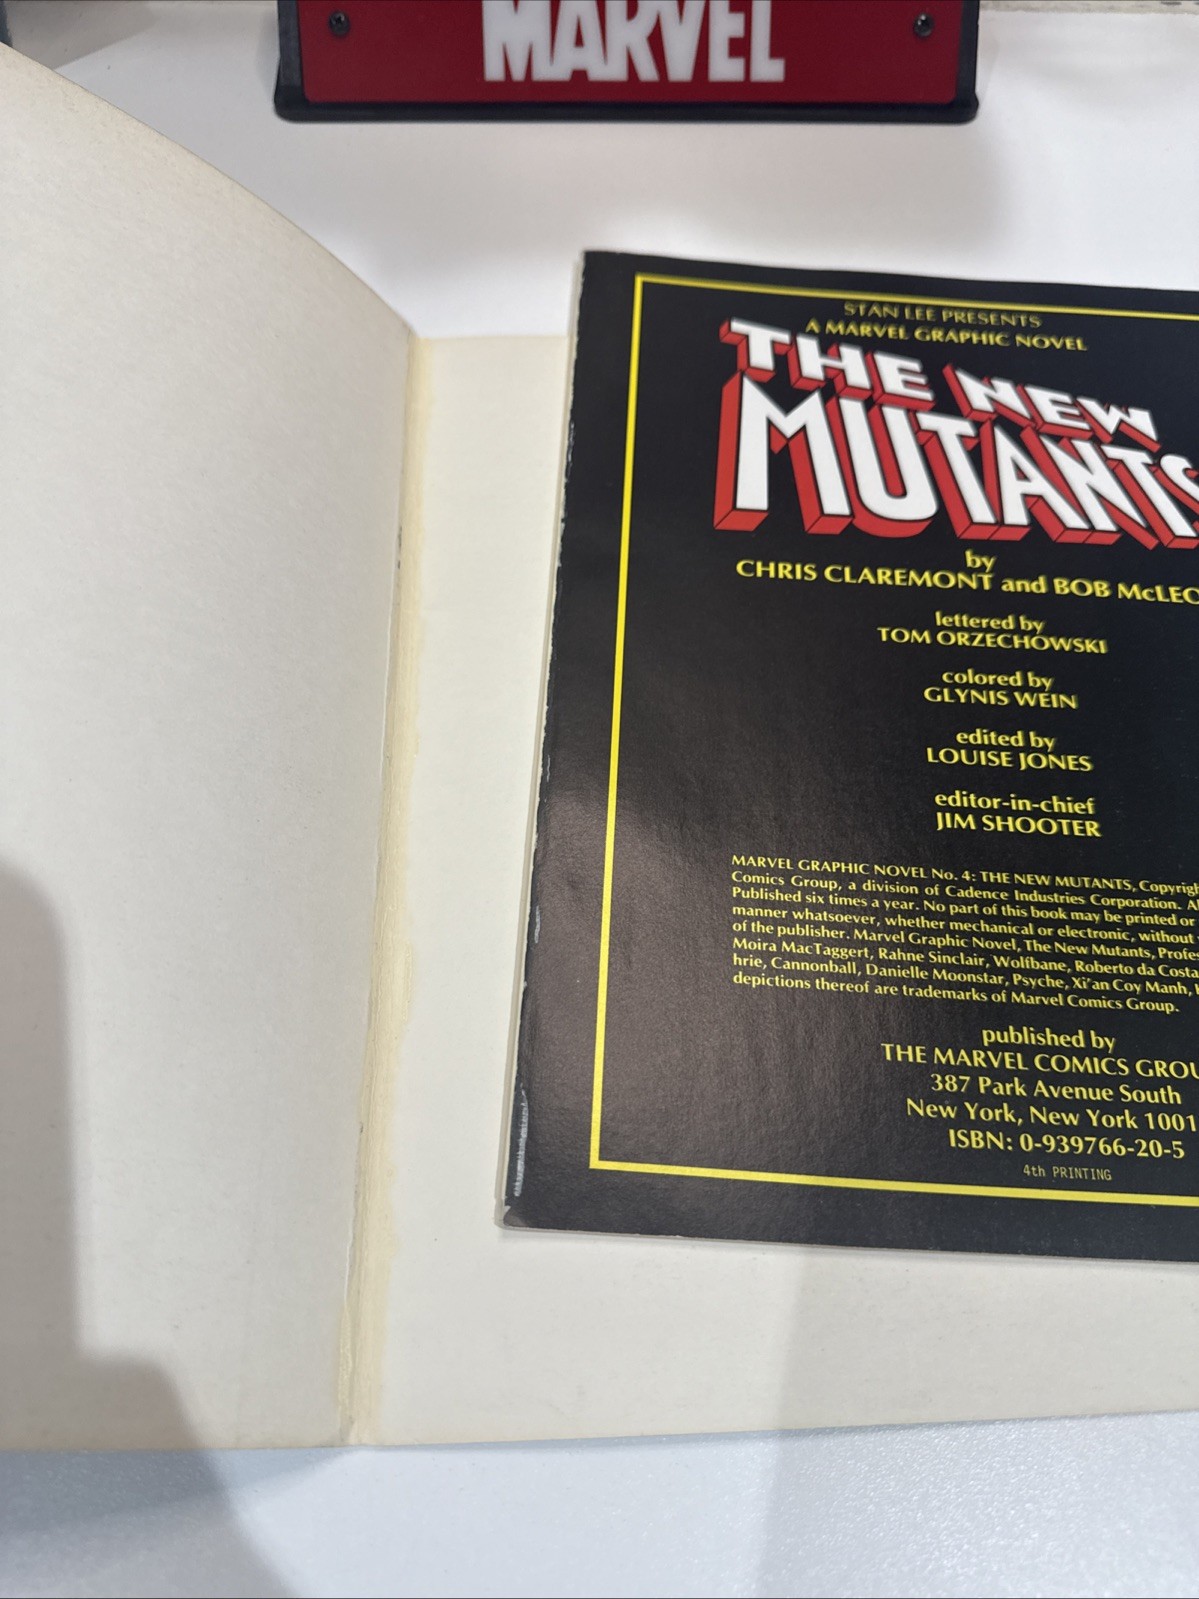 MARVEL
STAN LEE PRESENTS
A MARVEL GRAPHIC NOVEL
THE NEW
MUTANTS
by
CHRIS CLAREMONT and BOB McLEO
lettered by
TOM ORZECHOWSKI
colored by
GLYNIS WEIN
edited by
LOUISE JONES
editor-in-chief
JIM SHOOTER
MARVEL GRAPHIC NOVEL No. 4: THE NEW MUTANTS, Copyrigh
Comics Group, a division of Cadence Industries Corporation. Al
Published six times a year. No part of this book may be printed or
manner whatsoever, whether mechanical or electronic, without
of the publisher. Marvel Graphic Novel, The New Mutants, Profes
Moira MacTaggert, Rahne Sinclair, Wolfbane, Roberto da Costa
hrie, Cannonball, Danielle Moonstar, Psyche, Xi'an Coy Manh,
depictions thereof are trademarks of Marvel Comics Group.
published by
THE MARVEL COMICS GROU
387 Park Avenue South
New York, New York 1001
ISBN: 0-939766-20-5
4th PRINTING